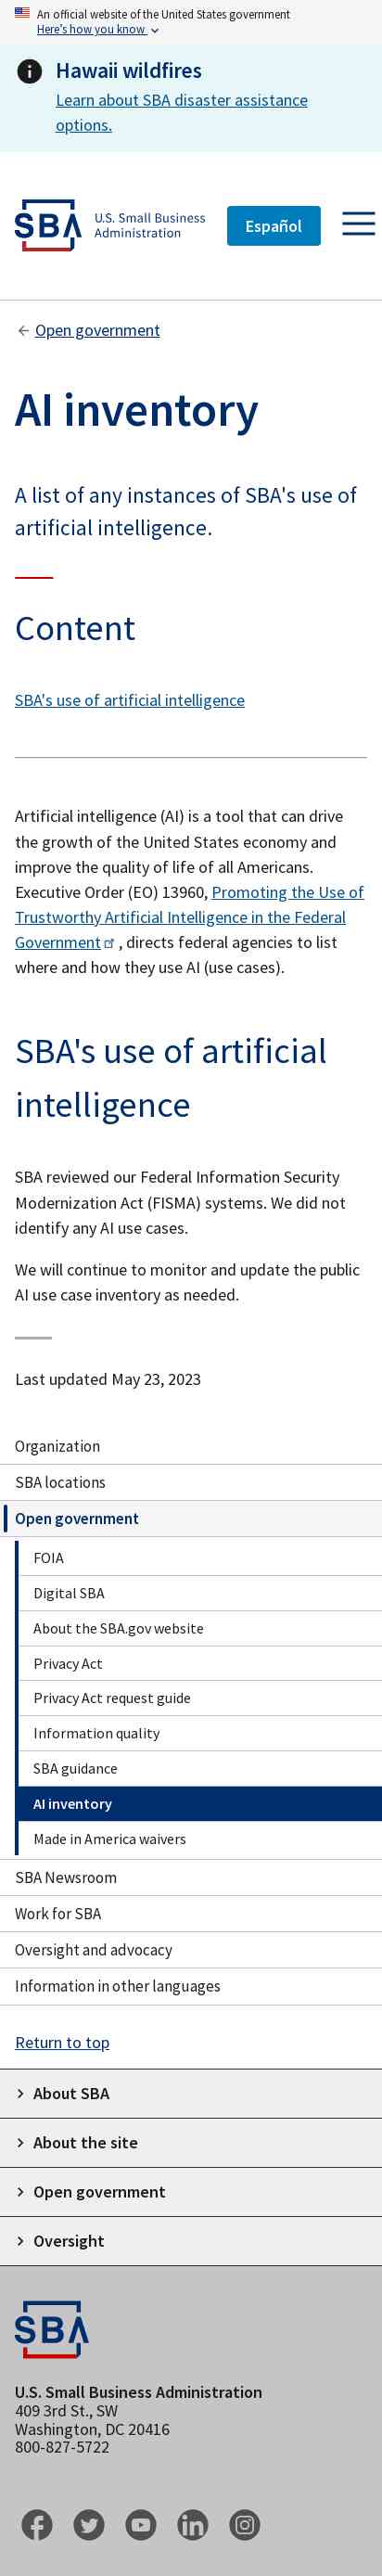 An official website of the United States government
Here's how you know
Hawaii wildfires
Learn about SBA disaster assistance
options.
SBA
U.S. Small Business
Administration
Español
Open government
AI inventory
A list of any instances of SBA's use of
artificial intelligence.
Content
SBA's use of artificial intelligence
Artificial intelligence (AI) is a tool that can drive
the growth of the United States economy and
improve the quality of life of all Americans.
Executive Order (EO) 13960, Promoting the Use of
Trustworthy Artificial Intelligence in the Federal
Government , directs federal agencies to list
where and how they use AI (use cases).
SBA's use of artificial
intelligence
SBA reviewed our Federal Information Security
Modernization Act (FISMA) systems. We did not
identify any AI use cases.
We will continue to monitor and update the public
AI use case inventory as needed.
Last updated May 23, 2023
Organization
SBA locations
Open government
FOIA
Digital SBA
About the SBA.gov website
Privacy Act
Privacy Act request guide
Information quality
SBA guidance
AI inventory
Made in America waivers
SBA Newsroom
Work for SBA
Oversight and advocacy
Information in other languages
Return to top
About SBA
About the site
Open government
Oversight
SBA
U.S. Small Business Administration
409 3rd St., SW
Washington, DC 20416
800-827-5722